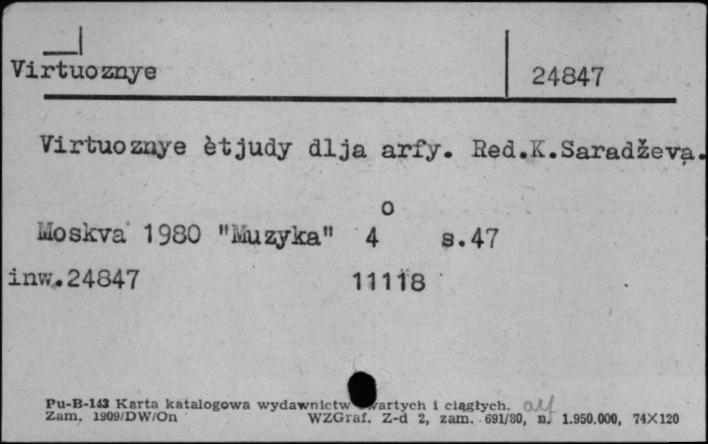 Virtuoznye 24847
Virtuoznye ètjudy dlja arfy. Red.K.Saradževa.
Moskva 1980 "Muzyka" 4° s.47
inw.24847 11118
Pu-B-143 Karta katalogowa wydawnictw zwartych i ciągłych.
Zam. 1909/DW/On WZGraf. Z-d 2, zam. 691/80, n. 1.950.000, 74X120